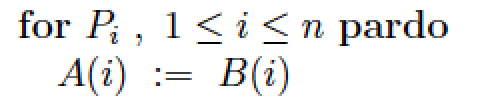 for P_i , 1 ≤ i ≤ n pardo
A(i) := B(i)